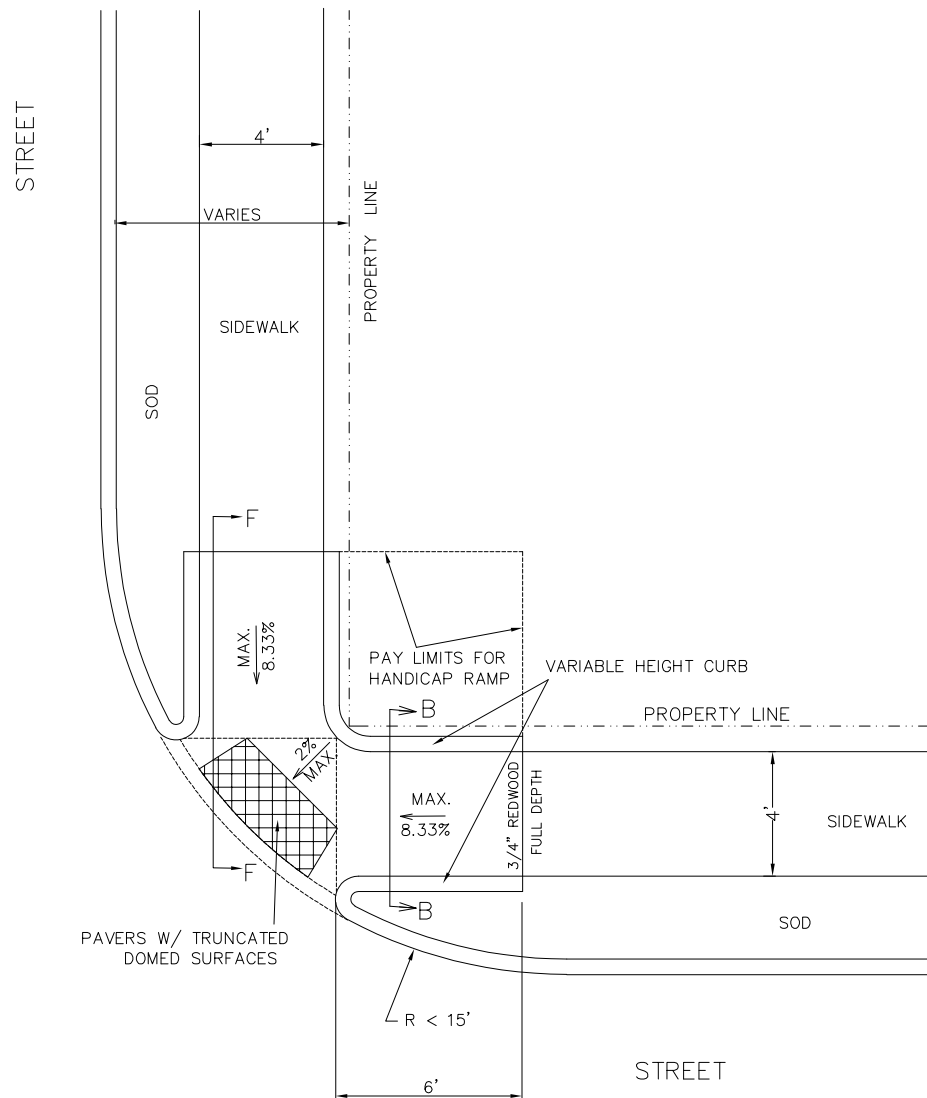 STREET
4'
VARIES
PROPERTY LINE
SIDEWALK
SOD
F
MAX.
8.33%
PAY LIMITS FOR
HANDICAP RAMP
VARIABLE HEIGHT CURB
B
PROPERTY LINE
2%
MAX.
MAX.
8.33%
3/4" REDWOOD
FULL DEPTH
4'
SIDEWALK
F
B
SOD
PAVERS W/ TRUNCATED
DOMED SURFACES
R < 15'
STREET
6'